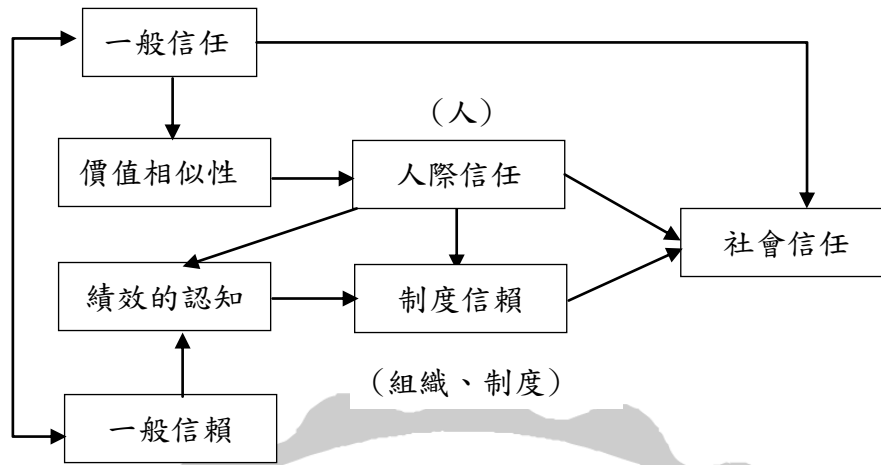 一般信任
（人）
價值相似性
人際信任
社會信任
績效的認知
制度信賴
（組織、制度）
一般信賴